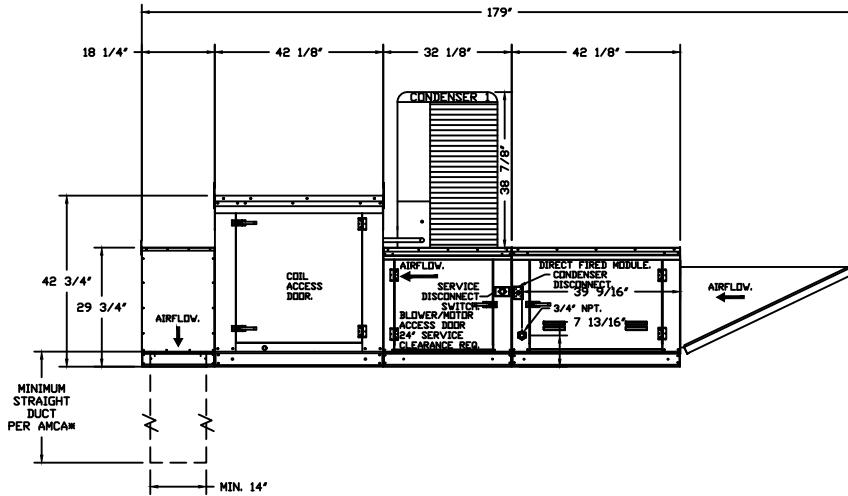 179"
18 1/4"
42 1/8"
32 1/8"
42 1/8"
CONDENSER 1
38 7/8"
42 3/4"
29 3/4"
COIL
ACCESS
DOOR.
AIRFLOW.
AIRFLOW.
SERVICE
DISCONNECT
SWITCH.
BLOWER/MOTOR
ACCESS DOOR
24" SERVICE
CLEARANCE REQ.
DIRECT FIRED MODULE.
CONDENSER
DISCONNECT.
39 9/16"
3/4" NPT.
7 13/16"
AIRFLOW.
MINIMUM
STRAIGHT
DUCT
PER AMCA*
MIN. 14"